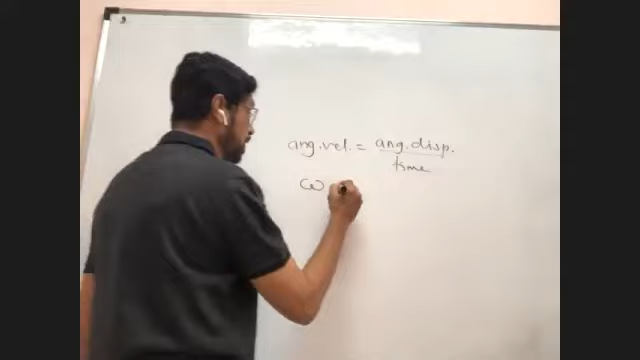 ang.vel. = ang.disp.
time
ω